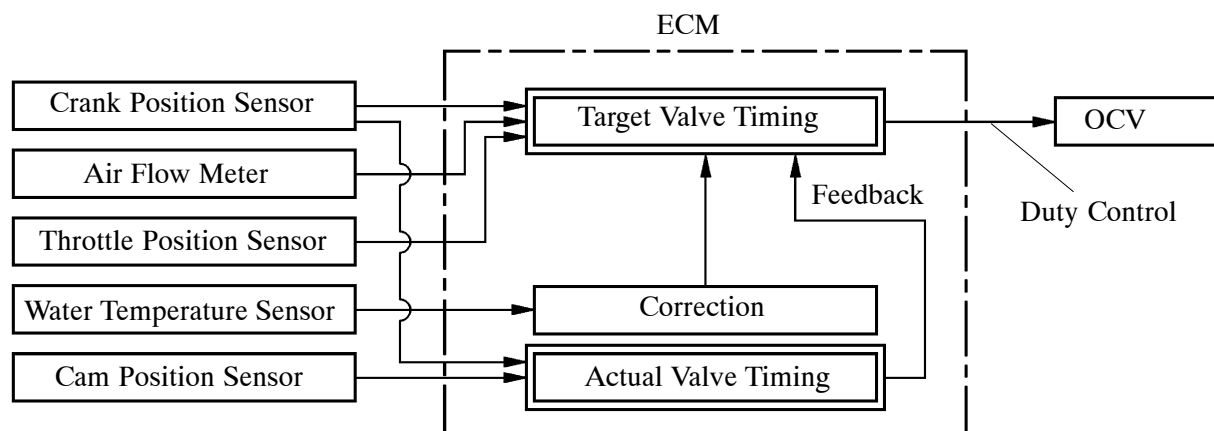 ECM
Crank Position Sensor
Target Valve Timing
OCV
Air Flow Meter
Feedback
Duty Control
Throttle Position Sensor
Water Temperature Sensor
Correction
Cam Position Sensor
Actual Valve Timing